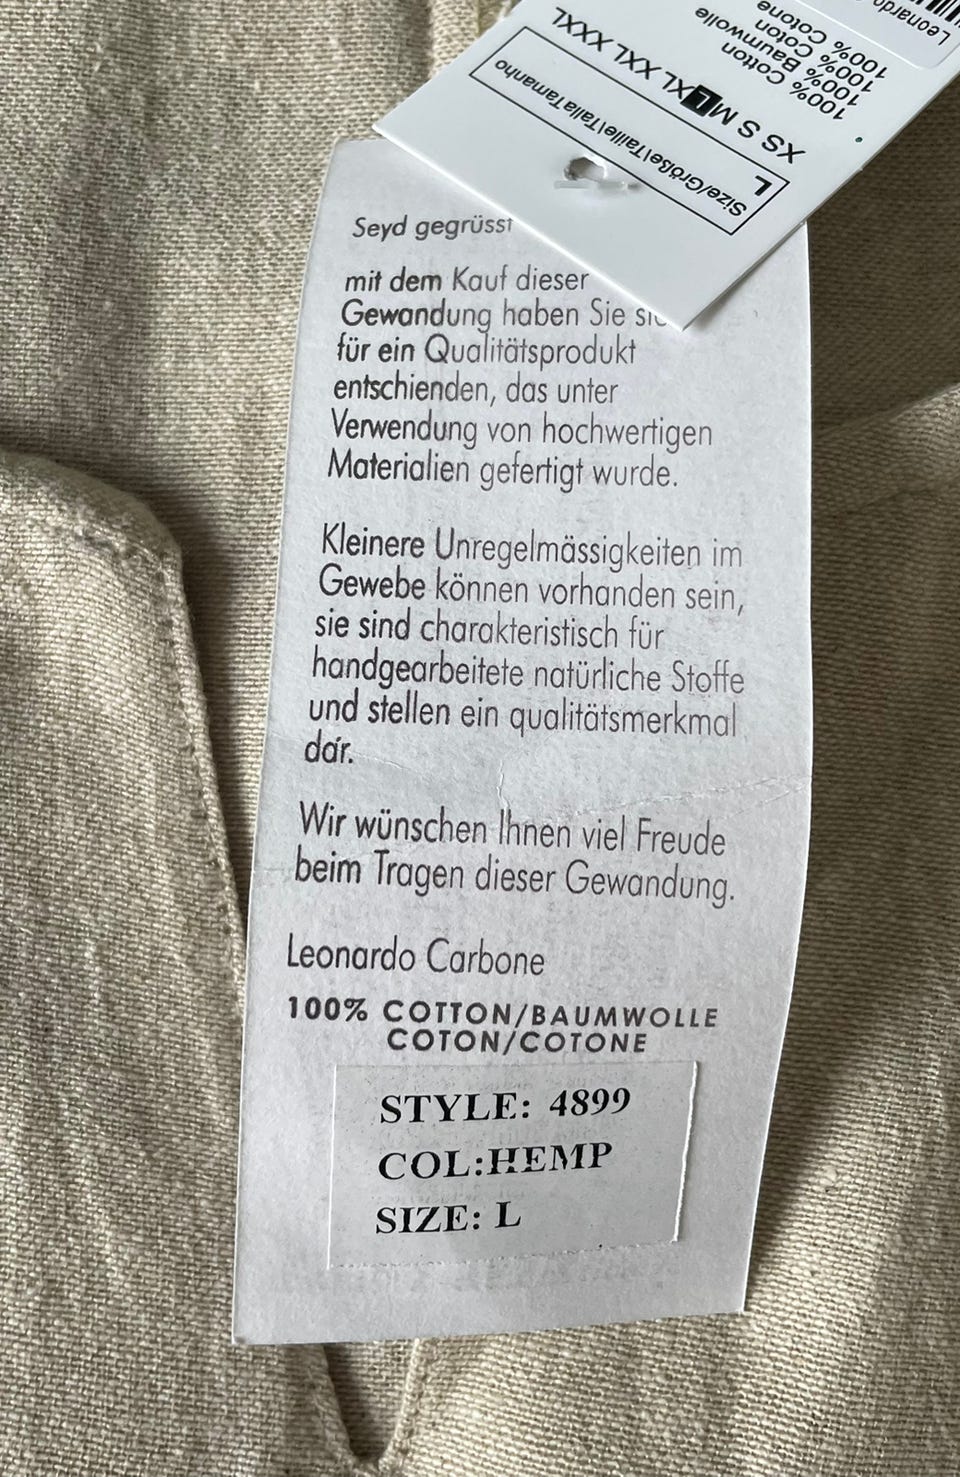 Leonardo
100% Cotton
100% Baumwolle
100% Coton
100% Cotone
XS S M L XL XXL XXXL
Size/Größe\Taille\Talla\Tamanho
L
Seyd gegrüsst
mit dem Kauf dieser
Gewandung haben Sie
für ein Qualitätsprodukt
entschienden, das unter
Verwendung von hochwertigen
Materialien gefertigt wurde.
Kleinere Unregelmässigkeiten im
Gewebe können vorhanden sein,
sie sind charakteristisch für
handgearbeitete natürliche Stoffe
und stellen ein qualitätsmerkmal
dar.
Wir wünschen Ihnen viel Freude
beim Tragen dieser Gewandung.
Leonardo Carbone
100% COTTON/BAUMWOLLE
COTON/COTONE
STYLE: 4899
COL:HEMP
SIZE: L